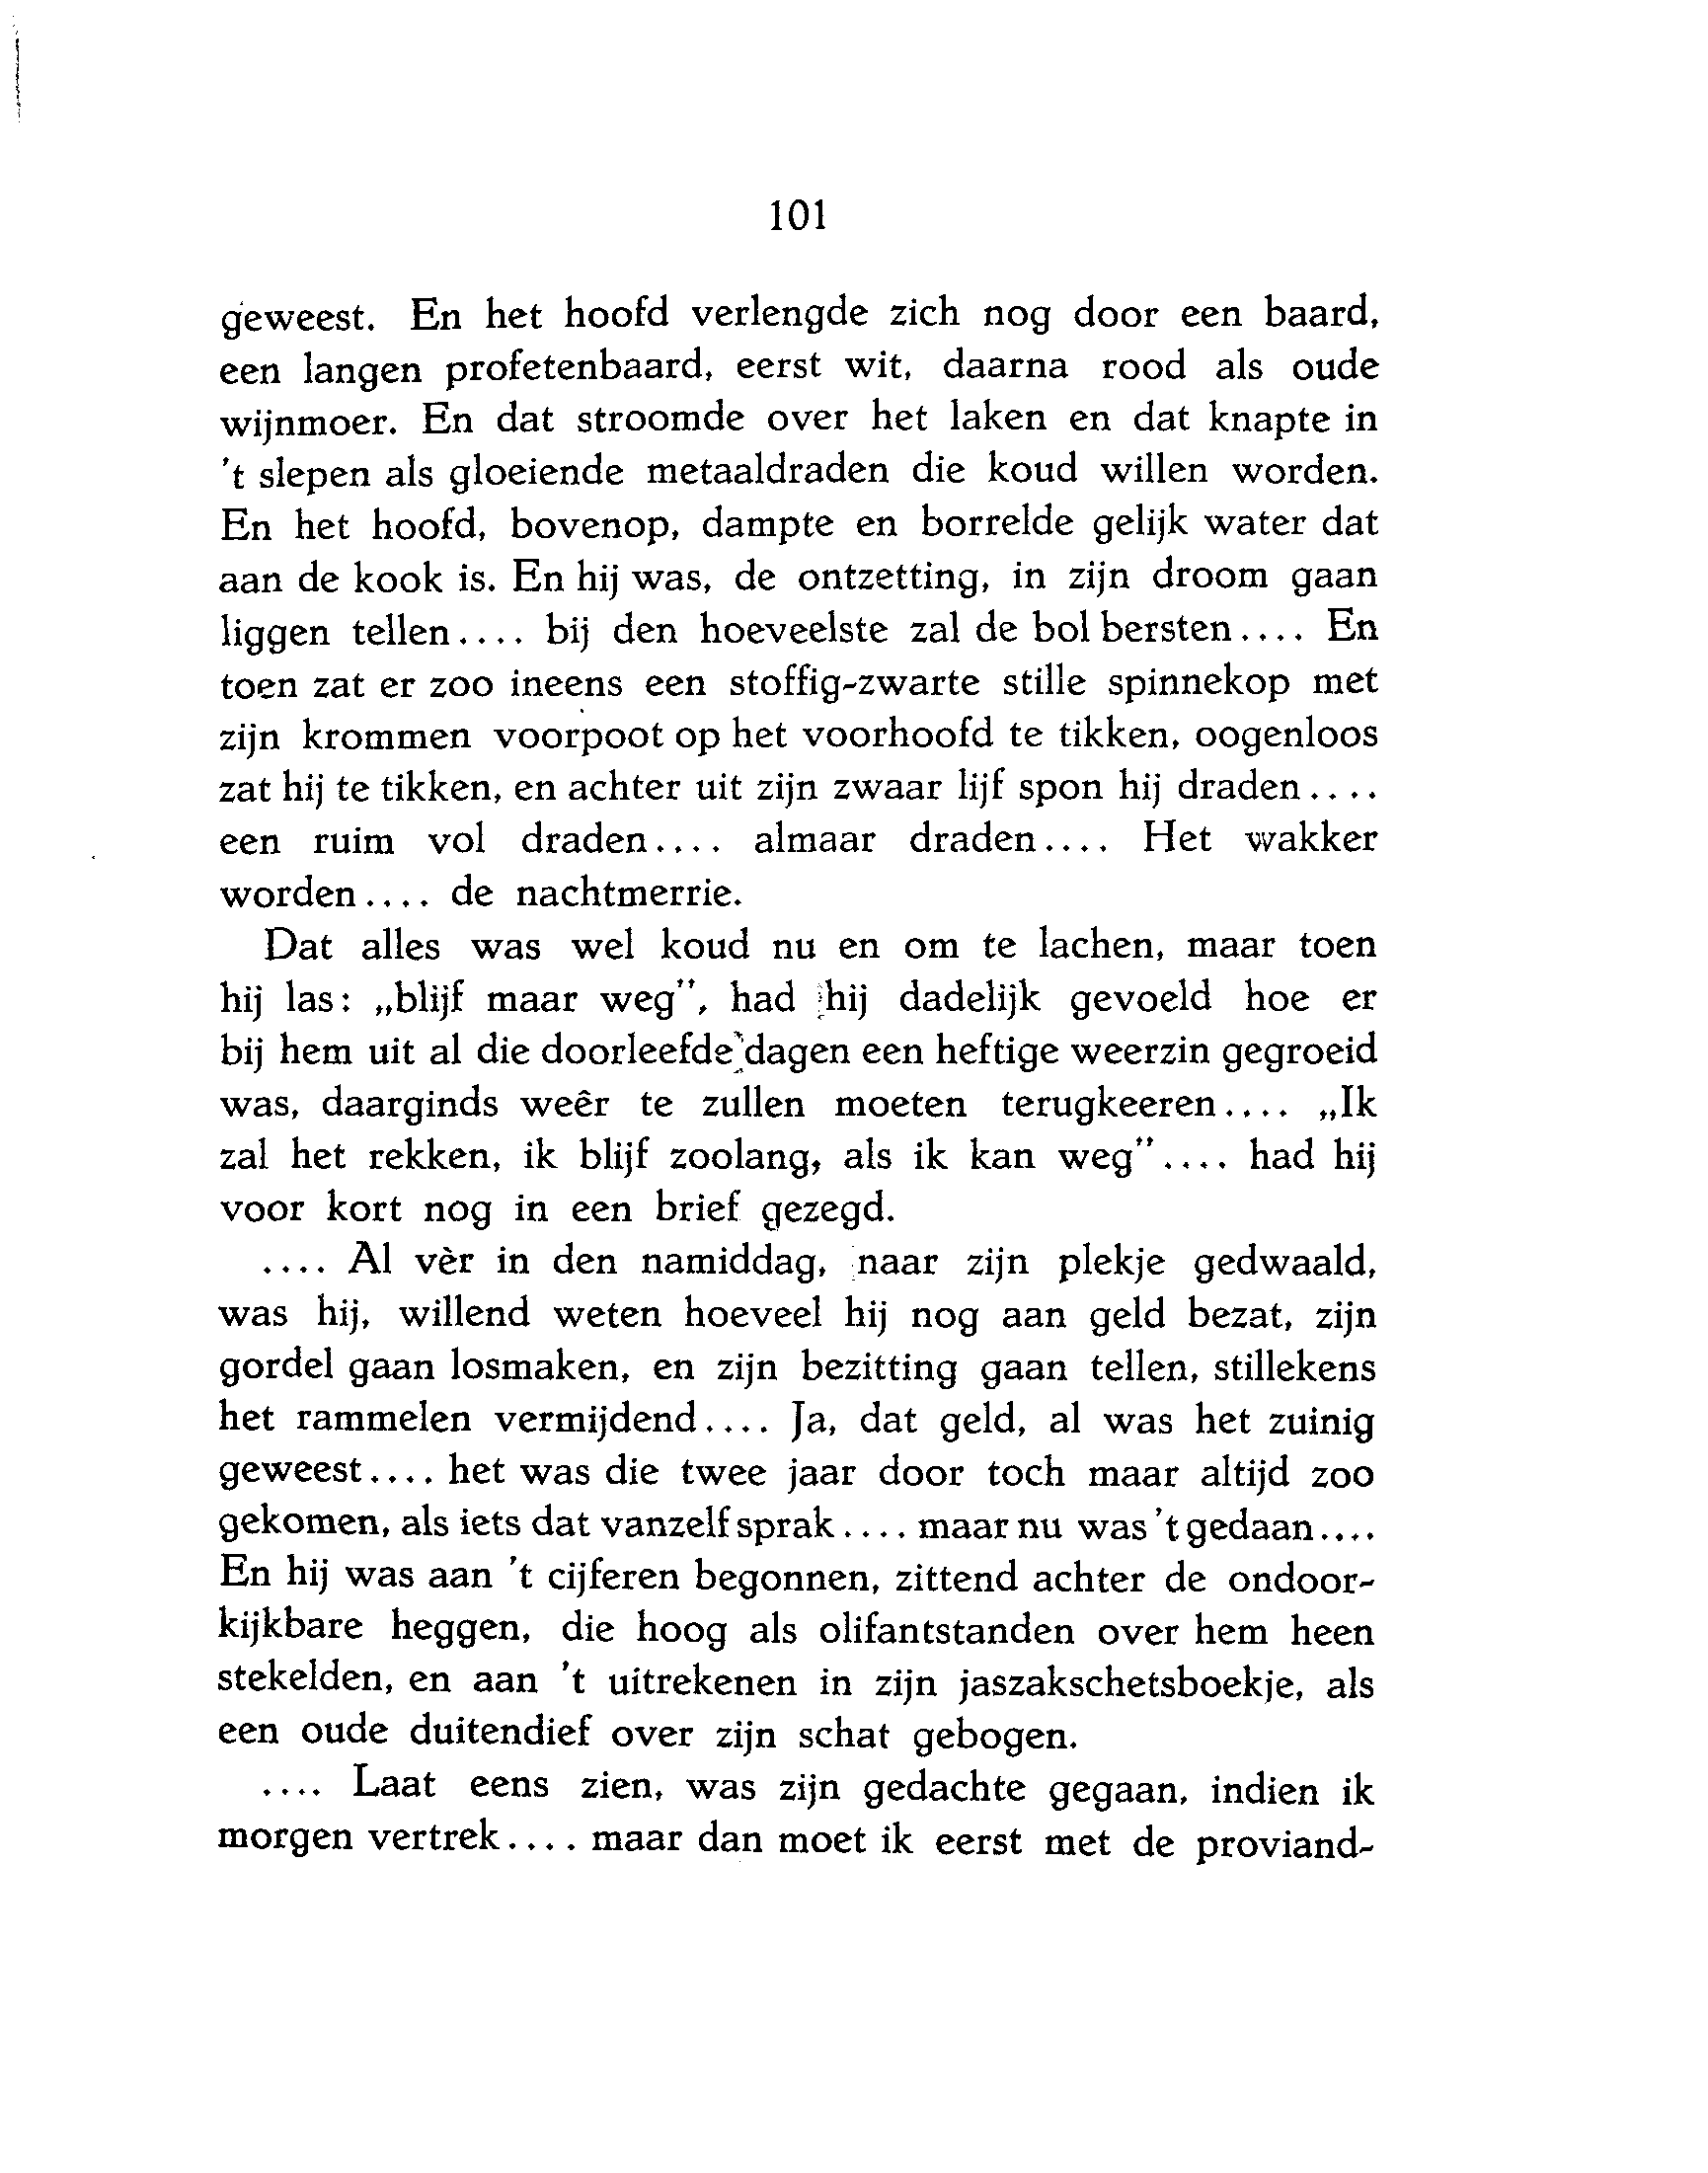 101
geweest. En het hoofd verlengde zich nog door een baard,
een langen profetenbaard, eerst wit, daarna rood als oude
wijnmoer. En dat stroomde over het laken en dat knapte in
't slepen als gloeiende metaaldraden die koud willen worden.
En het hoofd, bovenop, dampte en borrelde gelijk water dat
aan de kook is. En hij was, de ontzetting, in zijn droom gaan
liggen tellen.... bij den hoeveelste zal de bol bersten.... En
toen zat er zoo ineens een stoffig-zwarte stille spinnekop met
zijn krommen voorpoot op het voorhoofd te tikken, oogenloos
zat hij te tikken, en achter uit zijn zwaar lijf spon hij draden....
een ruim vol draden.... almaar draden.... Het wakker
worden.... de nachtmerrie.
Dat alles was wel koud nu en om te lachen, maar toen
hij las: „blijf maar weg", had hij dadelijk gevoeld hoe er
bij hem uit al die doorleefde dagen een heftige weerzin gegroeid
was, daarginds weêr te zullen moeten terugkeeren.... „Ik
zal het rekken, ik blijf zoolang, als ik kan weg".... had hij
voor kort nog in een brief gezegd.
.... Al vèr in den namiddag, naar zijn plekje gedwaald,
was hij, willend weten hoeveel hij nog aan geld bezat, zijn
gordel gaan losmaken, en zijn bezitting gaan tellen, stillekens
het rammelen vermijdend.... Ja, dat geld, al was het zuinig
geweest.... het was die twee jaar door toch maar altijd zoo
gekomen, als iets dat vanzelf sprak.... maar nu was 't gedaan....
En hij was aan 't cijferen begonnen, zittend achter de ondoor-
kijkbare heggen, die hoog als olifantstanden over hem heen
stekelden, en aan 't uitrekenen in zijn jaszakschetsboekje, als
een oude duitendief over zijn schat gebogen.
.... Laat eens zien, was zijn gedachte gegaan, indien ik
morgen vertrek.... maar dan moet ik eerst met de proviand-